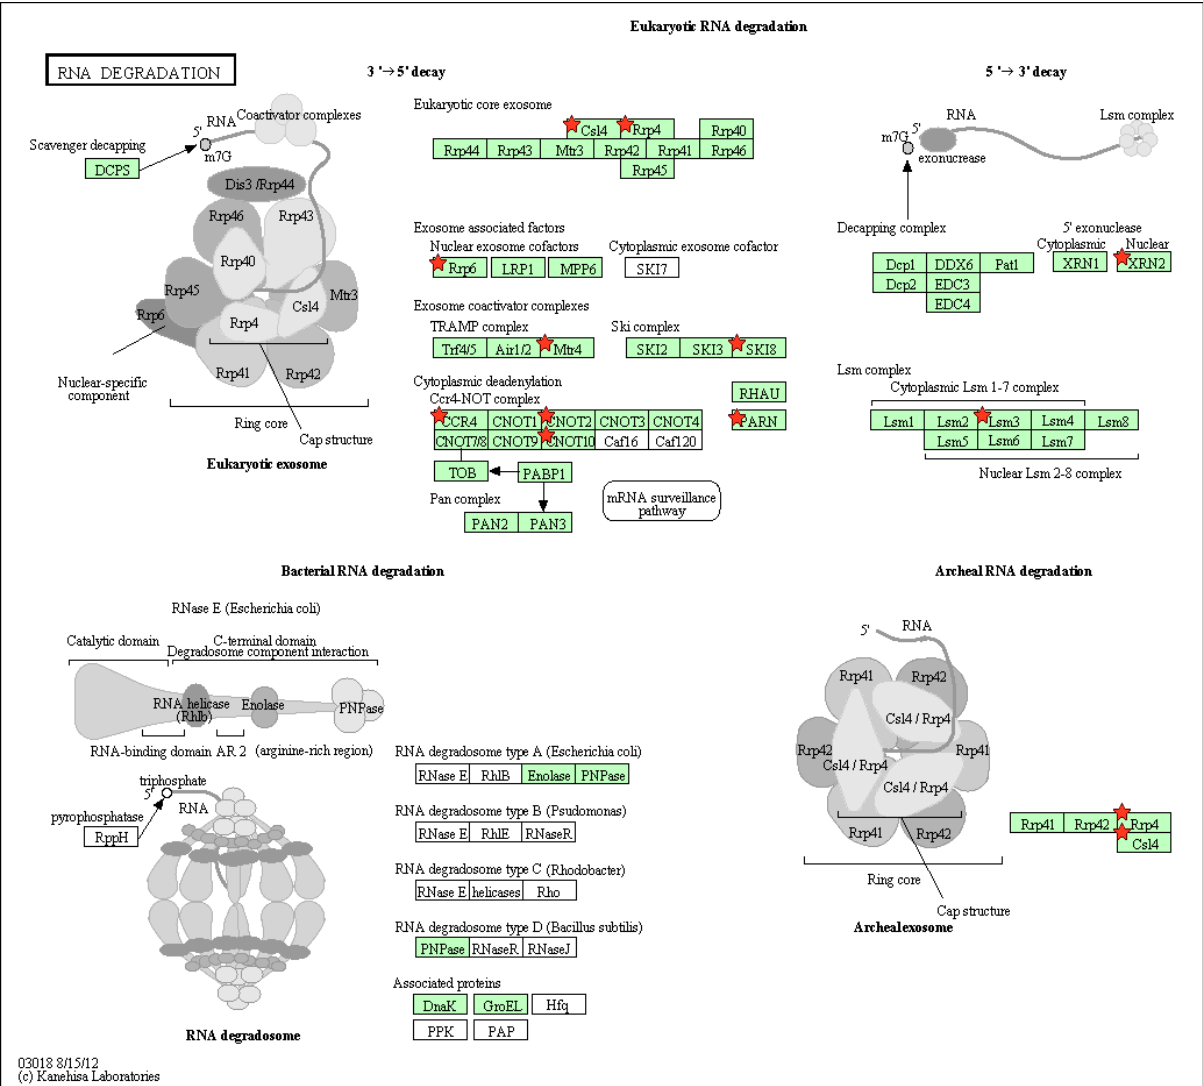 Eukaryotic RNA degradation
RNA DEGRADATION
3 '→5' decay
5 '→ 3' decay
Coactivator complexes
RNA
5'
m7G
Scavenger decapping
DCPS
Dis3 /Rrp44
Rrp46
Rrp43
Rrp40
Rrp45
Csl4
Mtr3
Rrp6
Rrp4
Rrp41
Rrp42
Nuclear-specific
component
Ring core
Cap structure
Eukaryotic exosome
Eukaryotic core exosome
Csl4
Rrp4
Rrp40
Rrp44
Rrp43
Mtr3
Rrp42
Rrp41
Rrp46
Rrp45
Exosome associated factors
Nuclear exosome cofactors
Cytoplasmic exosome cofactor
Rrp6
LRP1
MPP6
SKI7
Exosome coactivator complexes
TRAMP complex
Ski complex
Trf4/5
Air1/2
Mtr4
SKI2
SKI3
SKI8
Cytoplasmic deadenylation
Ccr4-NOT complex
RHAU
CCR4
CNOT1
CNOT2
CNOT3
CNOT4
PARN
CNOT7/8
CNOT9
CNOT10
Caf16
Caf120
TOB
PABP1
Pan complex
PAN2
PAN3
mRNA surveillance
pathway
RNA
Lsm complex
m7G
5'
exonucrease
Decapping complex
5' exonuclease
Cytoplasmic
Nuclear
Dcp1
DDX6
Pat1
XRN1
XRN2
Dcp2
EDC3
EDC4
Lsm complex
Cytoplasmic Lsm 1-7 complex
Lsm1
Lsm2
Lsm3
Lsm4
Lsm8
Lsm5
Lsm6
Lsm7
Nuclear Lsm 2-8 complex
Bacterial RNA degradation
RNase E (Escherichia coli)
Catalytic domain
C-terminal domain
Degradosome component interaction
RNA helicase
(Rhlb)
Enolase
PNPase
RNA-binding domain
AR 2
(arginine-rich region)
triphosphate
5'
RNA
pyrophosphatase
RppH
RNA degradosome
RNA degradosome type A (Escherichia coli)
RNase E
RhlB
Enolase
PNPase
RNA degradosome type B (Psudomonas)
RNase E
RhlE
RNaseR
RNA degradosome type C (Rhodobacter)
RNase E
helicases
Rho
RNA degradosome type D (Bacillus subtilis)
PNPase
RNaseR
RNaseJ
Associated proteins
DnaK
GroEL
Hfq
PPK
PAP
Archeal RNA degradation
5'
RNA
Rrp41
Rrp42
Csl4 / Rrp4
Rrp42
Rrp41
Csl4 / Rrp4
Csl4 / Rrp4
Rrp41
Rrp42
Ring core
Cap structure
Archealexosome
Rrp41
Rrp42
Rrp4
Csl4
03018 8/15/12
(c) Kanehisa Laboratories